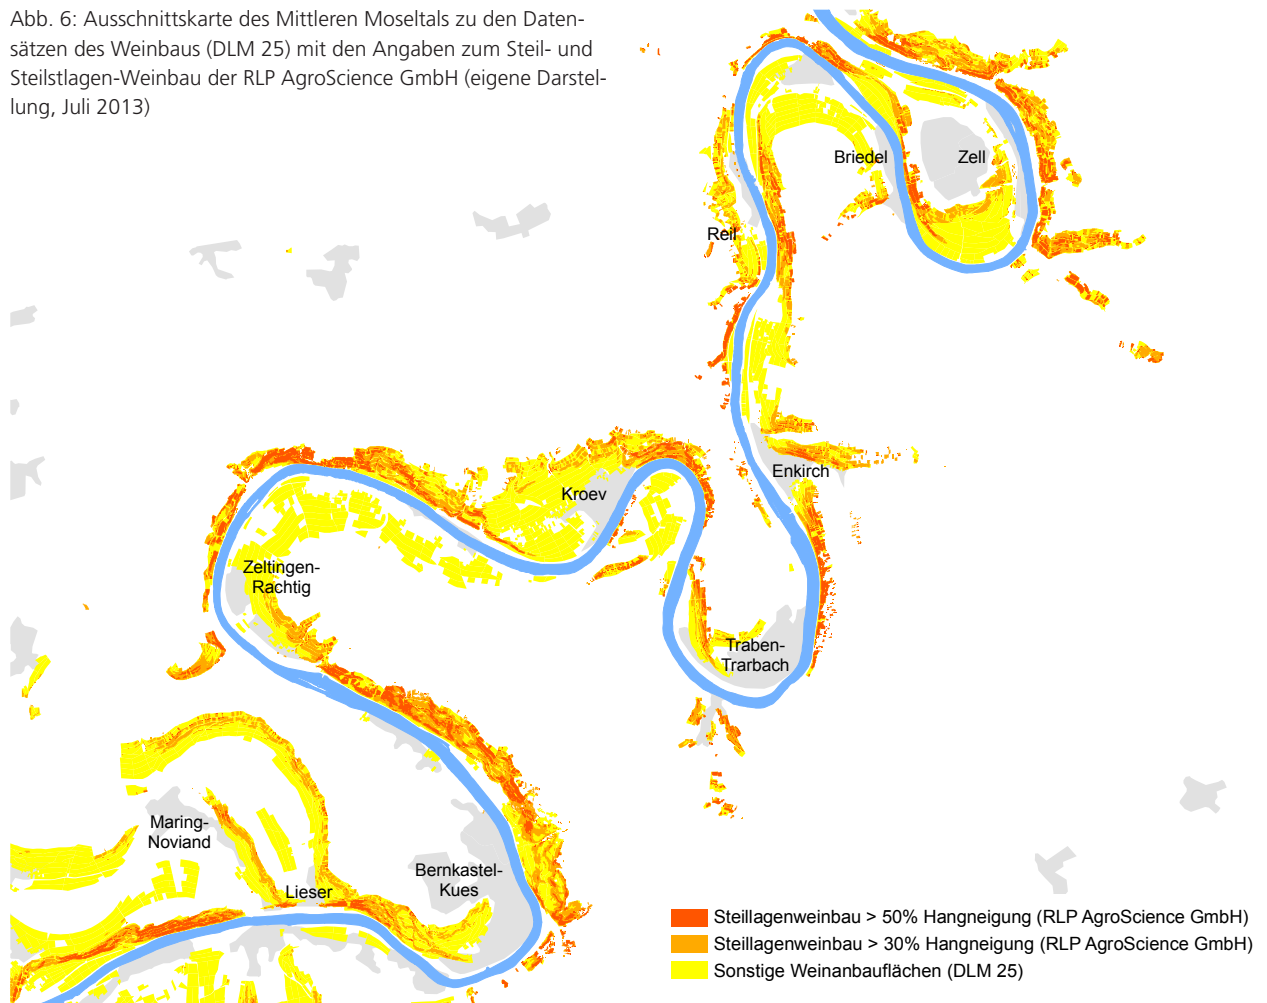 Abb. 6: Ausschnittskarte des Mittleren Moseltals zu den Daten-
sätzen des Weinbaus (DLM 25) mit den Angaben zum Steil- und
Steilstlagen-Weinbau der RLP AgroScience GmbH (eigene Darstel-
lung, Juli 2013)
Briedel
Zell
Reil
Enkirch
Kroev
Zeltingen-
Rachtig
Traben-
Trarbach
Maring-
Noviand
Bernkastel-
Kues
Lieser
Steillagenweinbau > 50% Hangneigung (RLP AgroScience GmbH)
Steillagenweinbau > 30% Hangneigung (RLP AgroScience GmbH)
Sonstige Weinanbauflächen (DLM 25)